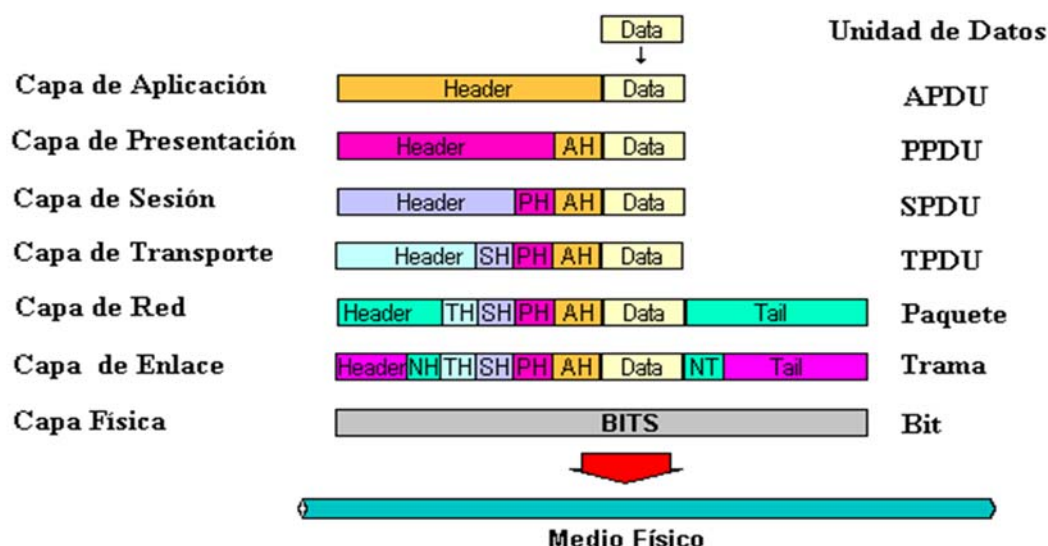 Data Unidad de Datos
↓
Capa de Aplicación Header Data APDU
Capa de Presentación Header AH Data PPDU
Capa de Sesión Header PH AH Data SPDU
Capa de Transporte Header SH PH AH Data TPDU
Capa de Red Header TH SH PH AH Data Tail Paquete
Capa de Enlace Header NH TH SH PH AH Data NT Tail Trama
Capa Física BITS Bit
Medio Físico